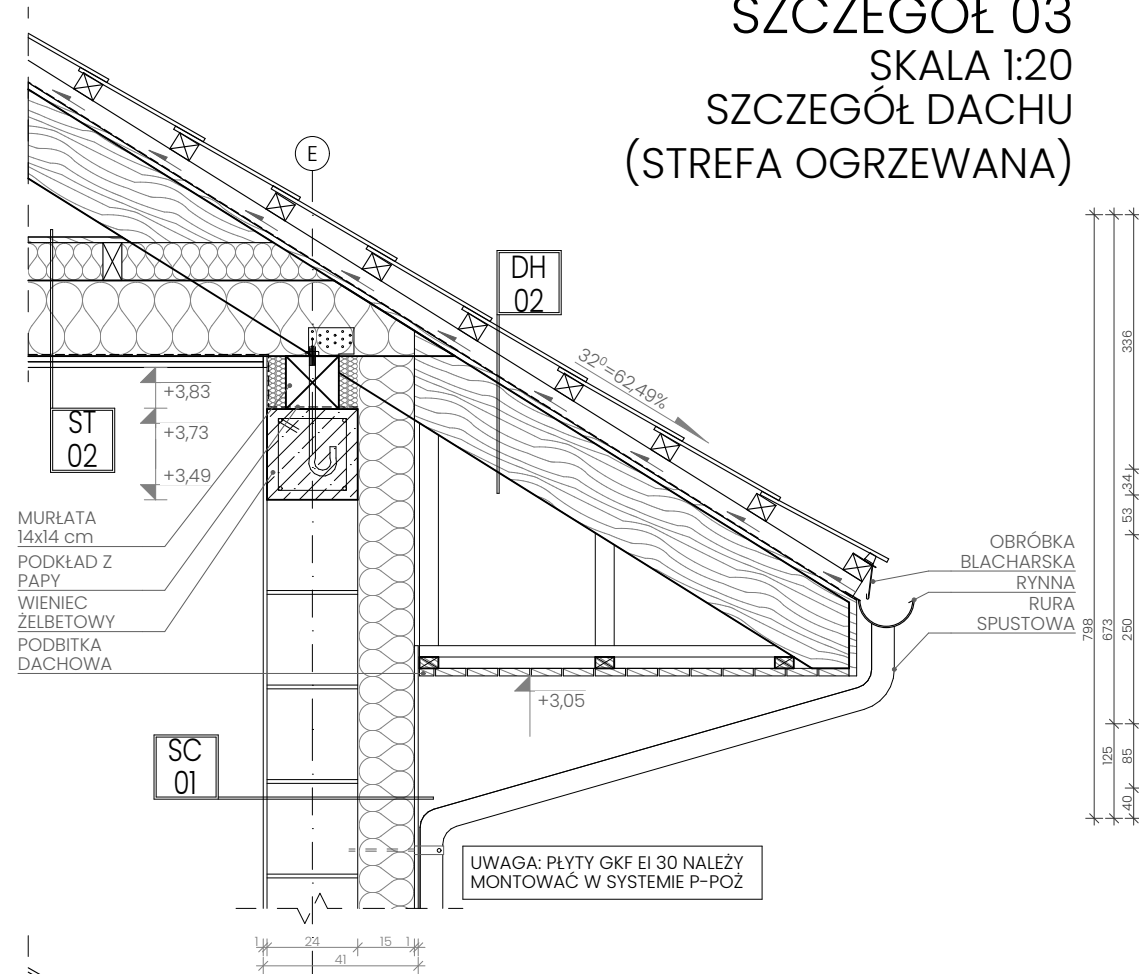 SZCZEGÓŁ 03
SKALA 1:20
SZCZEGÓŁ DACHU
(STREFA OGRZEWANA)
E
DH
02
32º=62,49%
336
34
53
798
673
250
125
85
40
+3,83
+3,73
+3,49
ST
02
MURŁATA
14x14 cm
PODKŁAD Z
PAPY
WIENIEC
ŻELBETOWY
PODBITKA
DACHOWA
OBRÓBKA
BLACHARSKA
RYNNA
RURA
SPUSTOWA
+3,05
SC
01
UWAGA: PŁYTY GKF EI 30 NALEŻY
MONTOWAĆ W SYSTEMIE P-POŻ
1 24 15 1
41